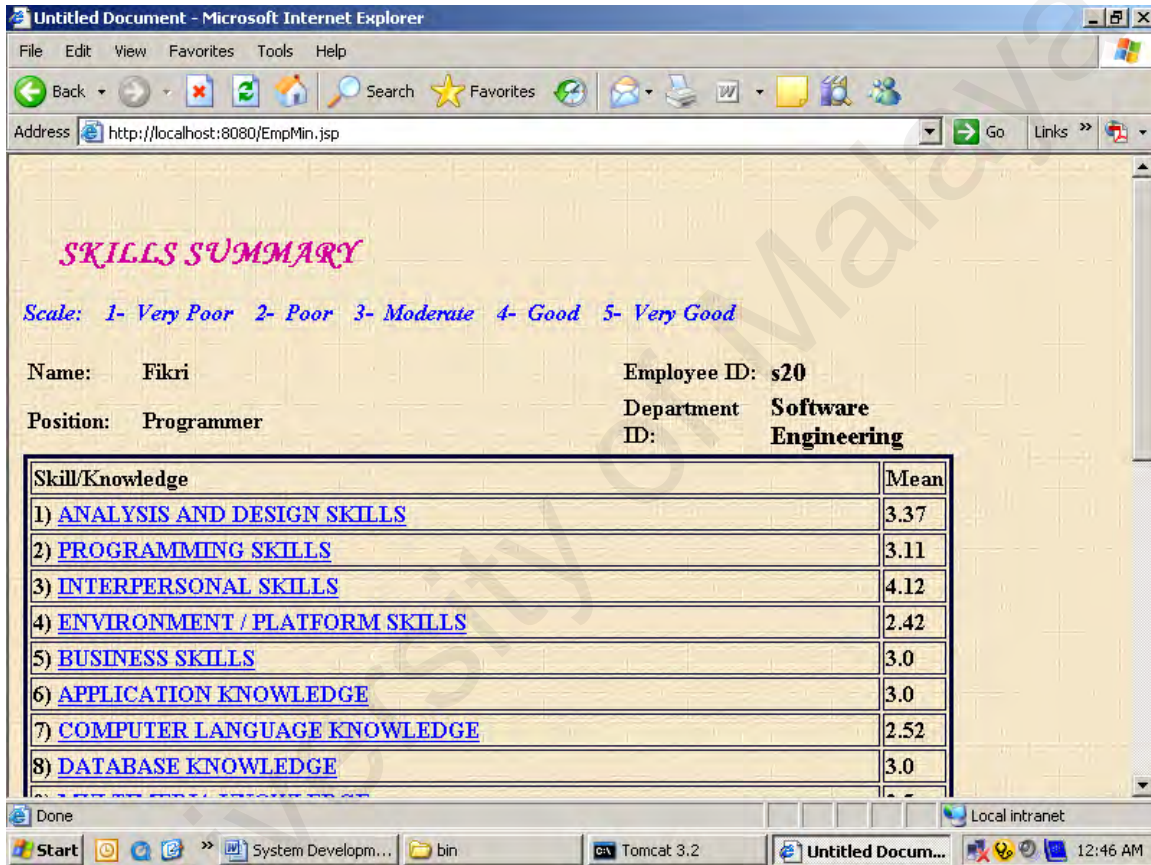 Untitled Document - Microsoft Internet Explorer
File Edit View Favorites Tools Help
Back Search Favorites
Address http://localhost:8080/EmpMin.jsp Go Links »
SKILLS SUMMARY
Scale: 1- Very Poor 2- Poor 3- Moderate 4- Good 5- Very Good
Name: Fikri Employee ID: s20
Position: Programmer Department ID: Software Engineering
Skill/Knowledge Mean
1) ANALYSIS AND DESIGN SKILLS 3.37
2) PROGRAMMING SKILLS 3.11
3) INTERPERSONAL SKILLS 4.12
4) ENVIRONMENT / PLATFORM SKILLS 2.42
5) BUSINESS SKILLS 3.0
6) APPLICATION KNOWLEDGE 3.0
7) COMPUTER LANGUAGE KNOWLEDGE 2.52
8) DATABASE KNOWLEDGE 3.0
Done Local intranet
Start » System Developm... bin Tomcat 3.2 Untitled Docum... 12:46 AM
of Malaya